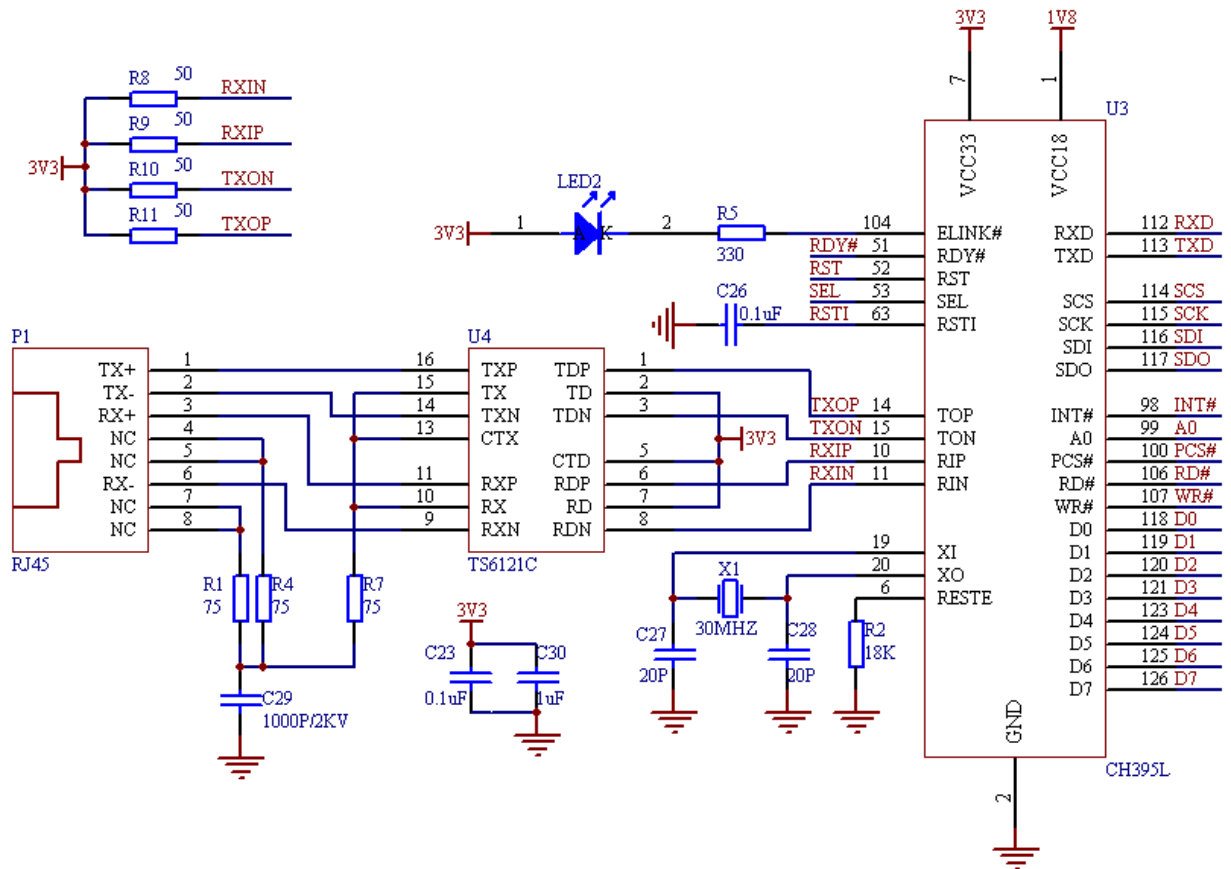 3V3 1V8
7 1
U3
VCC33 VCC18
R8 50 RXIN
R9 RXIP
50
3V3
R10 TXON
50
R11 TXOP
50
LED2
3V3 1 A K 2 R5 104 ELINK# RXD 112 RXD
330 RDY# 51 RDY# TXD 113 TXD
RST 52 RST
C26 SEL 53 SEL SCS 114 SCS
0.1uF RSTI 63 RSTI SCK 115 SCK
SDI 116 SDI
SDO 117 SDO
P1 U4
TX+ 1 16 TXP TDP 1
TX- 2 15 TX TD 2
RX+ 3 14 TXN TDN 3 TXOP 14 TOP INT# 98 INT#
NC 4 13 CTX 3V3 TXON 15 TON A0 99 A0
NC 5 CTD 5 RXIP 10 RIP PCS# 100 PCS#
RX- 6 11 RXP RDP 6 RXIN 11 RIN RD# 106 RD#
NC 7 10 RX RD 7 WR# 107 WR#
NC 8 9 RXN RDN 8 D0 118 D0
RJ45 TS6121C 19 XI D1 119 D1
X1 20 XO D2 120 D2
R1 R4 R7 6 RESTE D3 121 D3
75 75 75 30MHZ D4 123 D4
3V3 C27 C28 R2 D5 124 D5
C23 C30 20P 20P 18K D6 125 D6
0.1uF 1uF D7 126 D7
C29
1000P/2KV
GND
CH395L
2